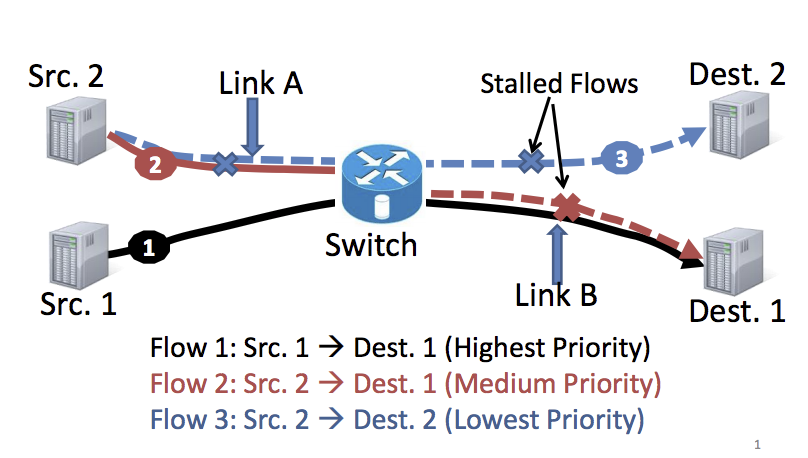 Src. 2
Link A
Stalled Flows
Dest. 2
2
3
1
Switch
Src. 1
Link B
Dest. 1
Flow 1: Src. 1 → Dest. 1 (Highest Priority)
Flow 2: Src. 2 → Dest. 1 (Medium Priority)
Flow 3: Src. 2 → Dest. 2 (Lowest Priority)
1